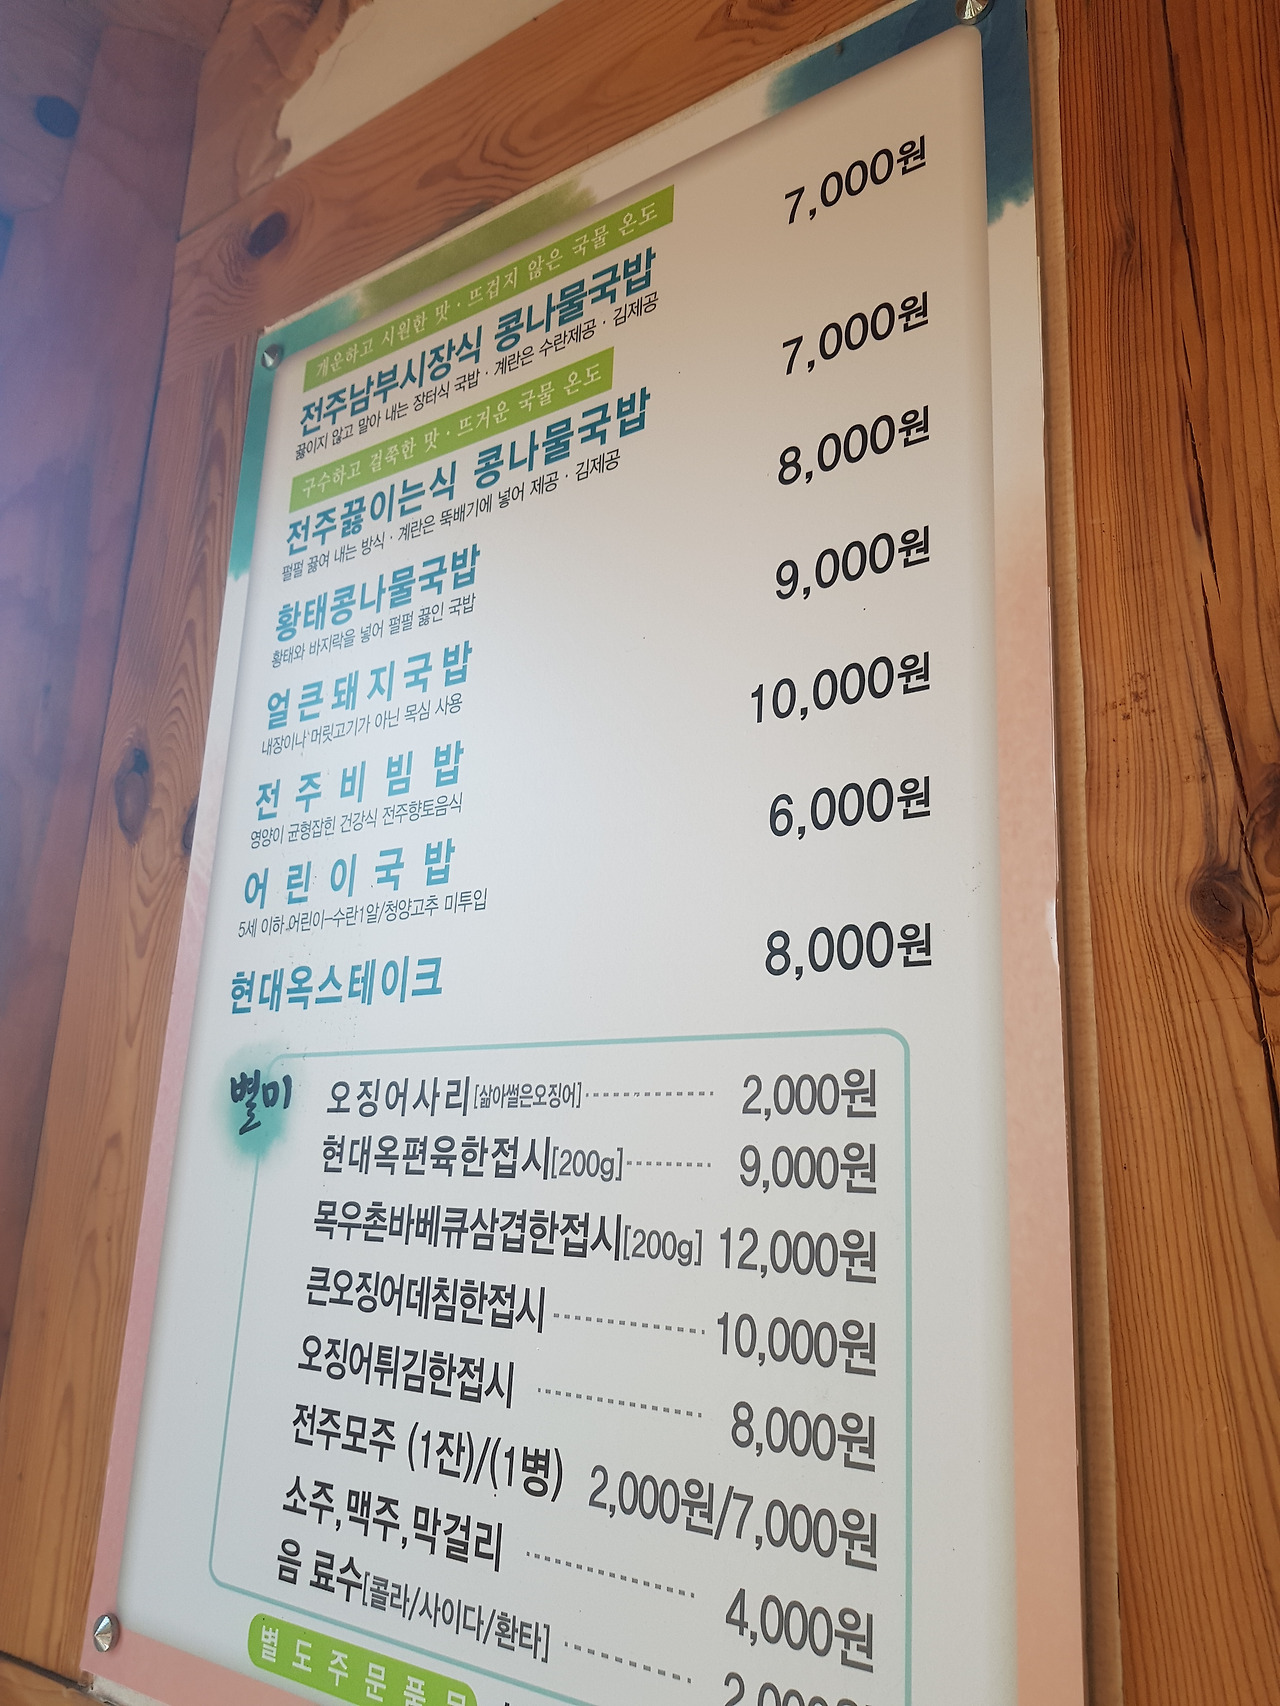 개운하고 시원한 맛 · 뜨겁지 않은 국물 온도
전주남부시장식 콩나물국밥 7,000원
끓이지 않고 말아 내는 장터식 국밥 · 계란은 수란제공 · 김제공
구수하고 걸쭉한 맛 · 뜨거운 국물 온도
전주끓이는식 콩나물국밥 7,000원
펄펄 끓여 내는 방식 · 계란은 뚝배기에 넣어 제공 · 김제공
황태콩나물국밥 8,000원
황태와 바지락을 넣어 펄펄 끓인 국밥
얼큰돼지국밥 9,000원
내장이나 머릿고기가 아닌 목심 사용
전주비빔밥 10,000원
영양이 균형잡힌 건강식 전주향토음식
어린이국밥 6,000원
5세 이하 어린이-수란1알/청양고추 미투입
현대옥스테이크 8,000원
별미
오징어사리[삶아썰은오징어] 2,000원
현대옥편육한접시[200g] 9,000원
목우촌바베큐삼겹한접시[200g] 12,000원
큰오징어데침한접시 10,000원
오징어튀김한접시 8,000원
전주모주 (1잔)/(1병) 2,000원/7,000원
소주,맥주,막걸리 4,000원
음 료수[콜라/사이다/환타]
별도주문품목